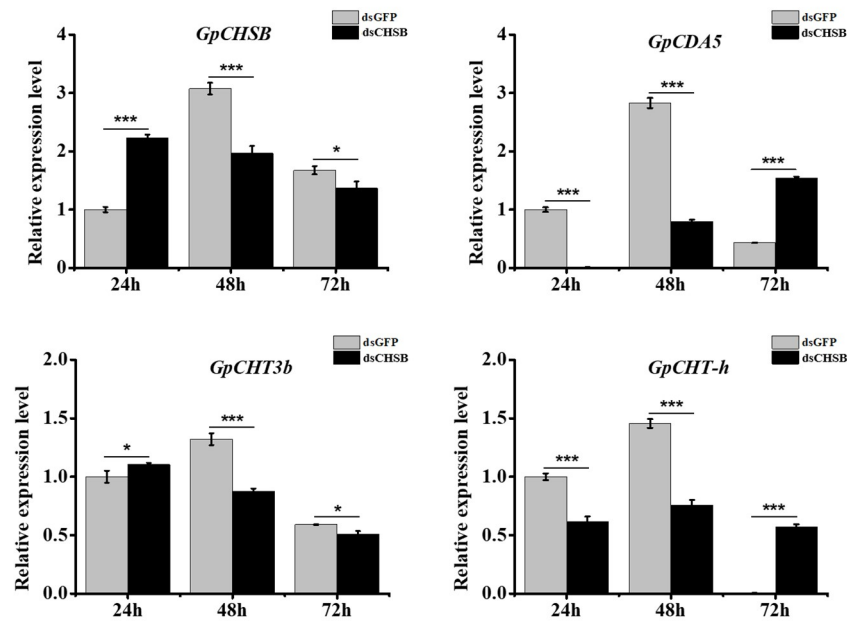 GpCHSB
dsGFP
dsCHSB
Relative expression level
4
3
2
1
0
***
***
*
24h
48h
72h
GpCDA5
dsGFP
dsCHSB
Relative expression level
4
3
2
1
0
***
***
***
24h
48h
72h
GpCHT3b
dsGFP
dsCHSB
Relative expression level
2.0
1.5
1.0
0.5
0.0
*
***
*
24h
48h
72h
GpCHT-h
dsGFP
dsCHSB
Relative expression level
2.0
1.5
1.0
0.5
0.0
***
***
***
24h
48h
72h